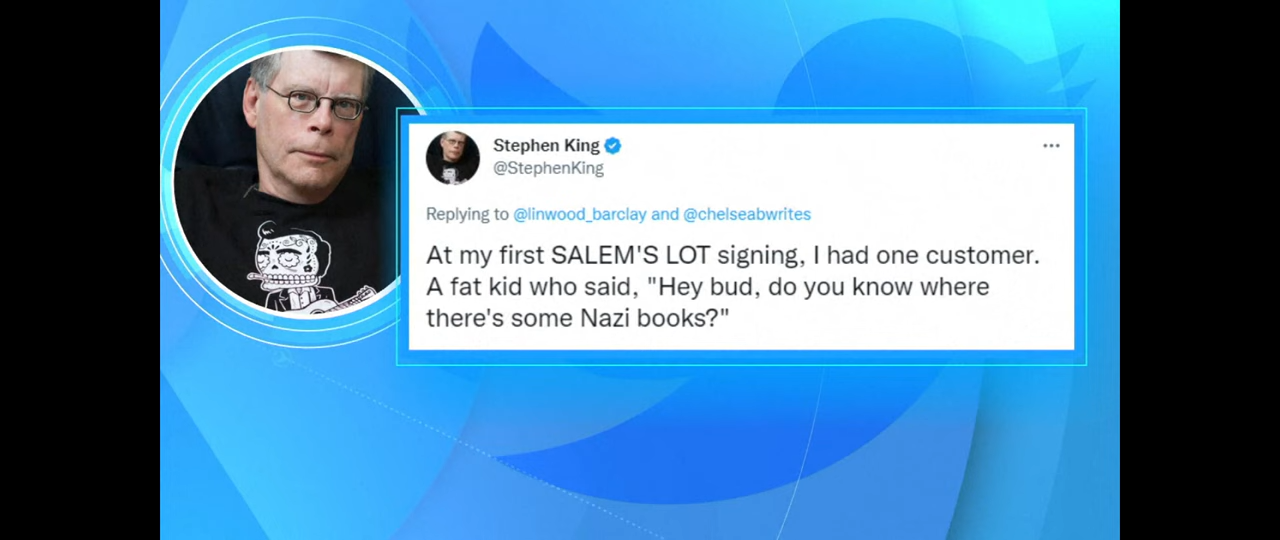 Stephen King
@StephenKing
Replying to @linwood_barclay and @chelseabwrites
At my first SALEM'S LOT signing, I had one customer.
A fat kid who said, "Hey bud, do you know where
there's some Nazi books?"